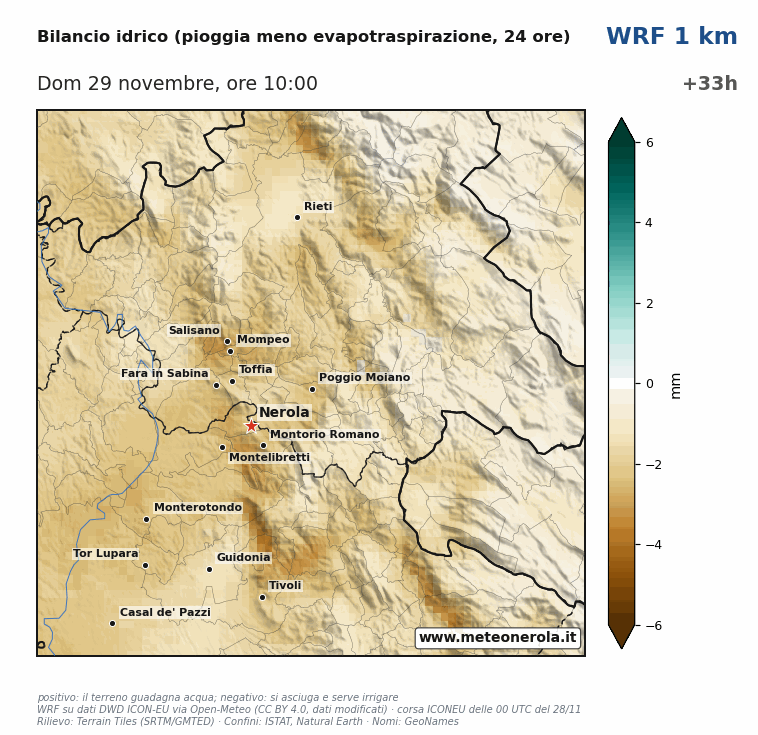 Bilancio idrico (pioggia meno evapotraspirazione, 24 ore)
WRF 1 km
Dom 29 novembre, ore 10:00
+33h
Rieti
Salisano
Mompeo
Toffia
Fara in Sabina
Poggio Moiano
Nerola
Montorio Romano
Montelibretti
Monterotondo
Tor Lupara
Guidonia
Tivoli
Casal de' Pazzi
www.meteonerola.it
6
4
2
0
−2
−4
−6
mm
positivo: il terreno guadagna acqua; negativo: si asciuga e serve irrigare
WRF su dati DWD ICON-EU via Open-Meteo (CC BY 4.0, dati modificati) · corsa ICONEU delle 00 UTC del 28/11
Rilievo: Terrain Tiles (SRTM/GMTED) · Confini: ISTAT, Natural Earth · Nomi: GeoNames